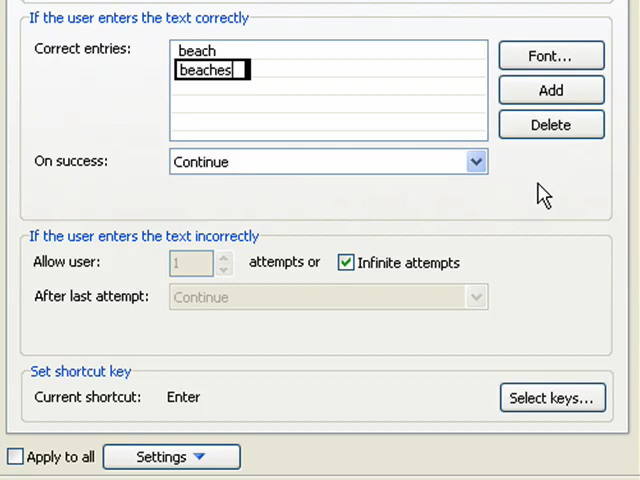 If the user enters the text correctly
Correct entries:
beach
beaches
Font...
Add
Delete
On success:
Continue
If the user enters the text incorrectly
Allow user:
1
attempts or
Infinite attempts
After last attempt:
Continue
Set shortcut key
Current shortcut:
Enter
Select keys...
Apply to all
Settings